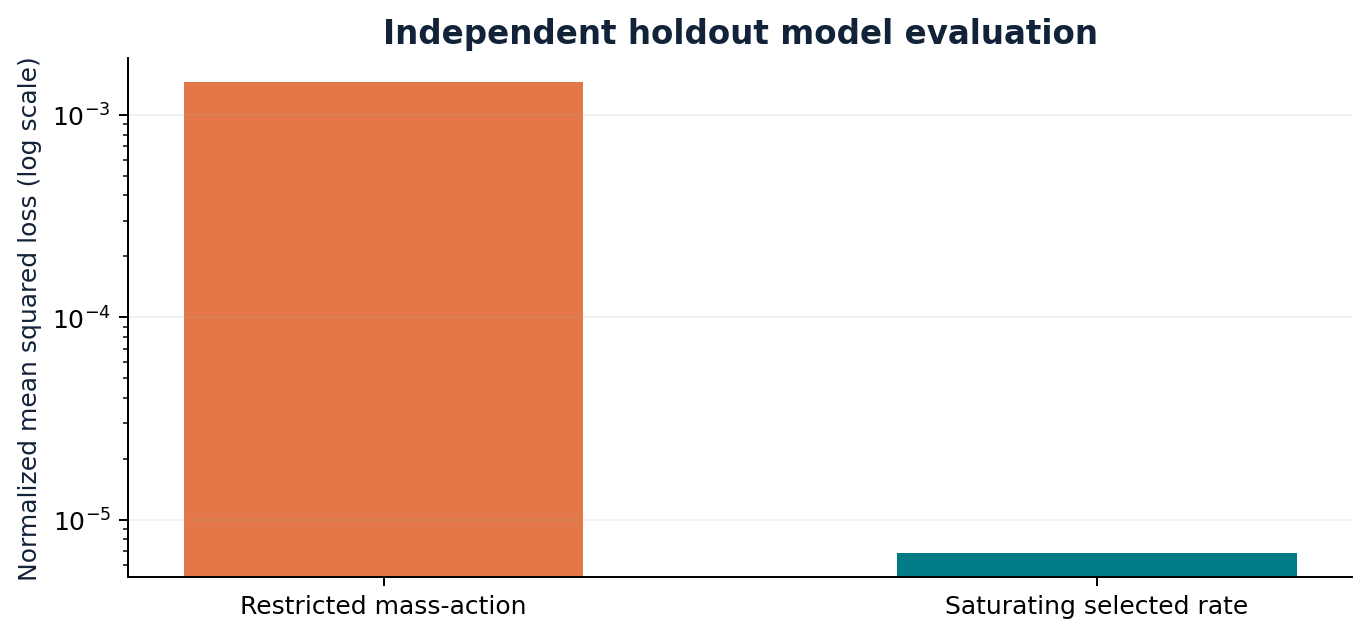 Independent holdout model evaluation
Normalized mean squared loss (log scale)
10⁻³
10⁻⁴
10⁻⁵
Restricted mass-action
Saturating selected rate